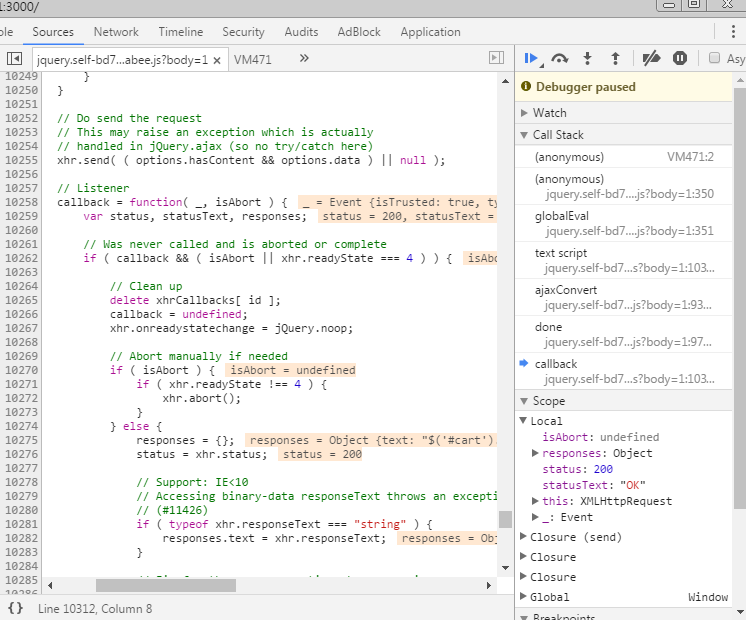 1:3000/
ole Sources Network Timeline Security Audits AdBlock Application
jquery.self-bd7...abee.js?body=1 × VM471 »
10249 }
10250 }
10251
10252 // Do send the request
10253 // This may raise an exception which is actually
10254 // handled in jQuery.ajax (so no try/catch here)
10255 xhr.send( ( options.hasContent && options.data ) || null );
10256
10257 // Listener
10258 callback = function( _, isAbort ) { _ = Event {isTrusted: true, ty
10259 var status, statusText, responses; status = 200, statusText =
10260
10261 // Was never called and is aborted or complete
10262 if ( callback && ( isAbort || xhr.readyState === 4 ) ) { isAbo
10263
10264 // Clean up
10265 delete xhrCallbacks[ id ];
10266 callback = undefined;
10267 xhr.onreadystatechange = jQuery.noop;
10268
10269 // Abort manually if needed
10270 if ( isAbort ) { isAbort = undefined
10271 if ( xhr.readyState !== 4 ) {
10272 xhr.abort();
10273 }
10274 } else {
10275 responses = {}; responses = Object {text: "$('#cart')
10276 status = xhr.status; status = 200
10277
10278 // Support: IE<10
10279 // Accessing binary-data responseText throws an excepti
10280 // (#11426)
10281 if ( typeof xhr.responseText === "string" ) {
10282 responses.text = xhr.responseText; responses = Obj
10283 }
10284
10285
10286
{} Line 10312, Column 8
Asy
Debugger paused
Watch
Call Stack
(anonymous) VM471:2
(anonymous)
jquery.self-bd7....js?body=1:350
globalEval
jquery.self-bd7....js?body=1:351
text script
jquery.self-bd7...s?body=1:103...
ajaxConvert
jquery.self-bd7...js?body=1:93...
done
jquery.self-bd7...js?body=1:97...
callback
jquery.self-bd7...s?body=1:103...
Scope
Local
isAbort: undefined
responses: Object
status: 200
statusText: "OK"
this: XMLHttpRequest
_: Event
Closure (send)
Closure
Closure
Global Window
Breakpoints